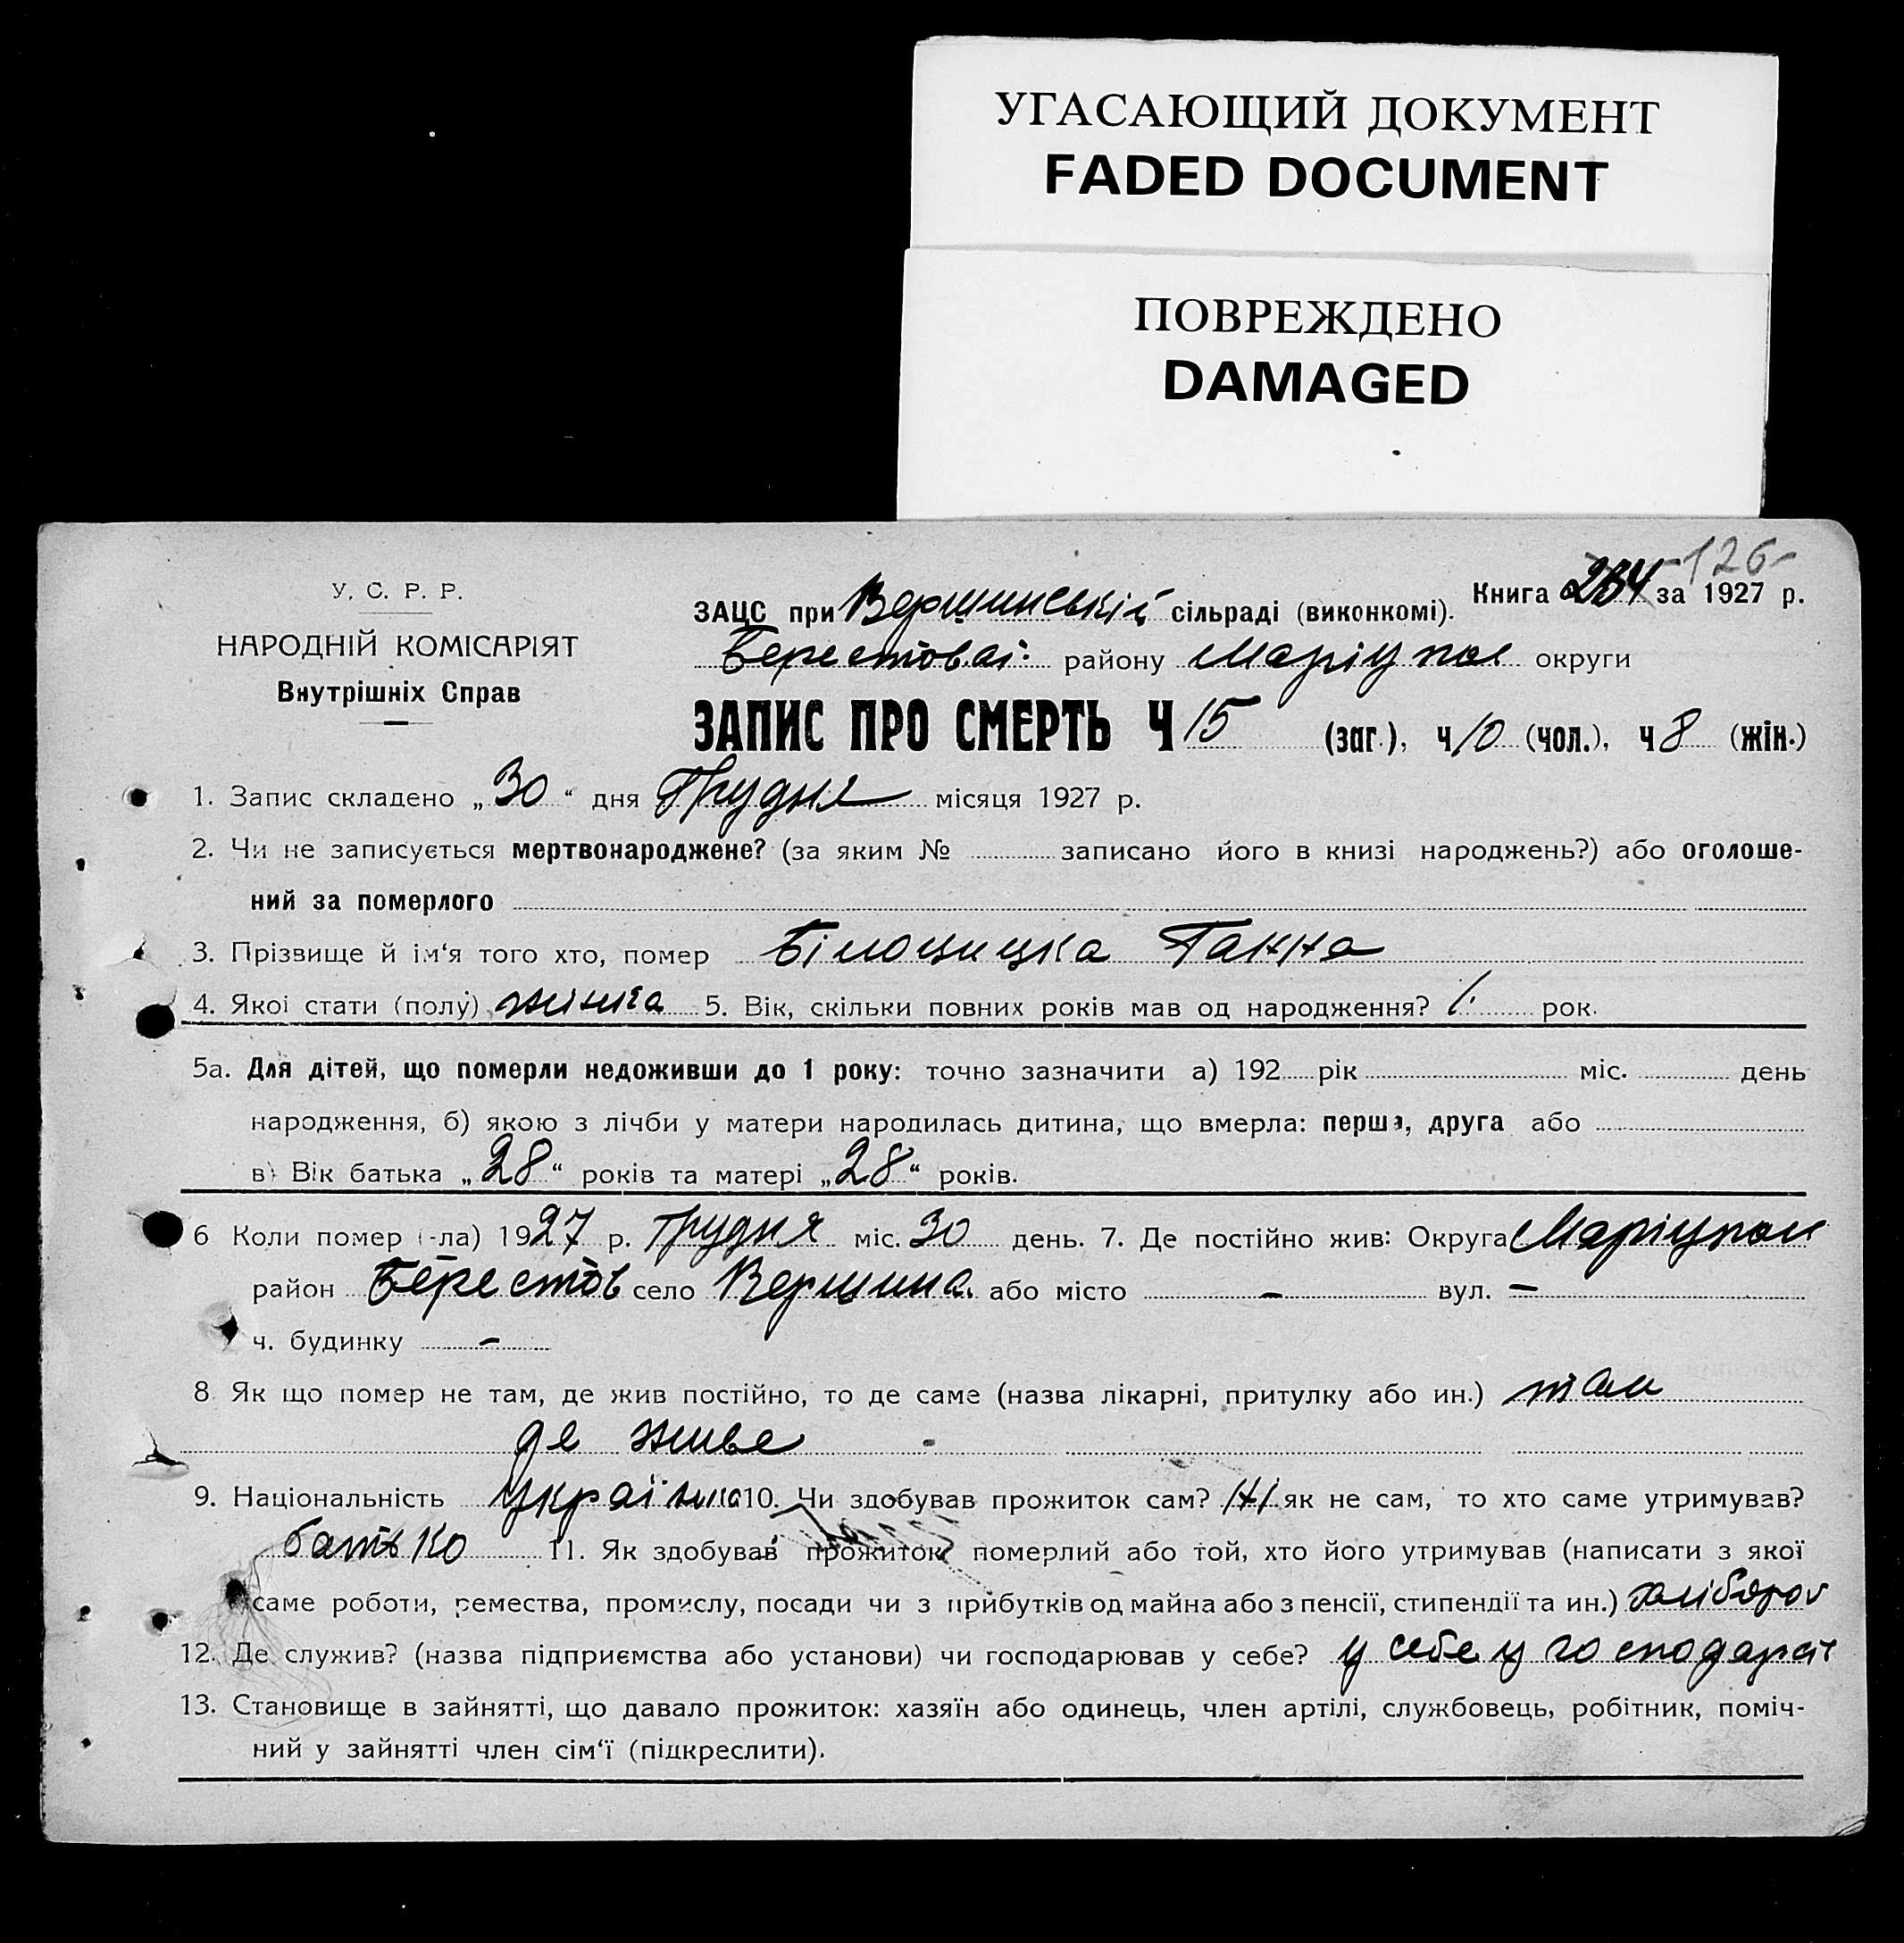 УГАСАЮЩИЙ ДОКУМЕНТ
FADED DOCUMENT
ПОВРЕЖДЕНО
DAMAGED
-126-
У. С. Р. Р.
НАРОДНІЙ КОМІСАРІЯТ
Внутрішніх Справ
Книга 264 за 1927 р.
ЗАЦС при Вершинській сільраді (виконкомі).
Берестовсі: району Маріупол округи
ЗАПИС ПРО СМЕРТЬ Ч 15 (заг.), ч 10 (чол.), ч 8 (жін.)
1. Запис складено „30“ дня Грудня місяця 1927 р.
2. Чи не записується мертвонароджене? (за яким № записано його в книзі народжень?) або оголоше-
ний за померлого
3. Прізвище й ім‘я того хто, помер Білоцицка Ганна
4. Якої стати (полу) жінка 5. Вік, скільки повних років мав од народження? 1. рок.
5а. Для дітей, що померли недоживши до 1 року: точно зазначити а) 192 рік міс. день
народження, б) якою з лічби у матери народилась дитина, що вмерла: перша, друга або
в) Вік батька „28“ років та матері „28“ років.
6 Коли помер (-ла) 1927 р. Грудня міс. 30 день. 7. Де постійно жив: Округа Маріупол
район Берестов село Вершина. або місто – вул. –
ч. будинку –
8 Як що помер не там, де жив постійно, то де саме (назва лікарні, притулку або ин.) там
де живе
9. Національність україн 10. Чи здобував прожиток сам? Ні як не сам, то хто саме утримував?
батько 11. Як здобував прожиток померлий або той, хто його утримував (написати з якої
саме роботи, ремества, промислу, посади чи з прибутків од майна або з пенсії, стипендії та ин.) хлібороб
12. Де служив? (назва підприємства або установи) чи господарював у себе? у себе у господарст
13. Становище в зайнятті, що давало прожиток: хазяїн або одинець, член артілі, службовець, робітник, поміч-
ний у зайнятті член сім‘ї (підкреслити).